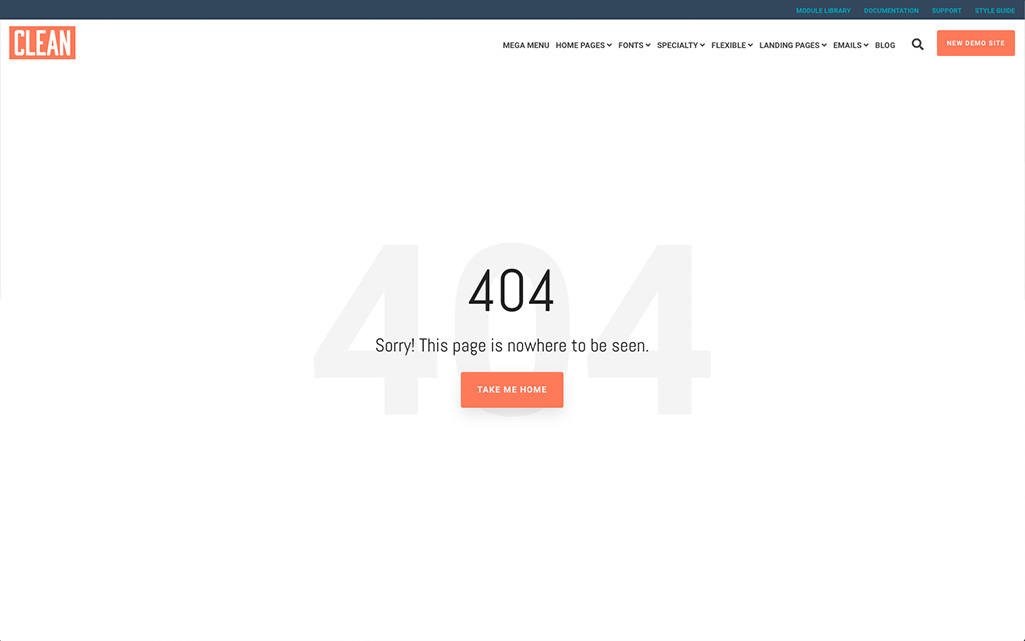 MODULE LIBRARY DOCUMENTATION SUPPORT STYLE GUIDE
CLEAN
MEGA MENU HOME PAGES FONTS SPECIALTY FLEXIBLE LANDING PAGES EMAILS BLOG NEW DEMO SITE
404
404
Sorry! This page is nowhere to be seen.
TAKE ME HOME